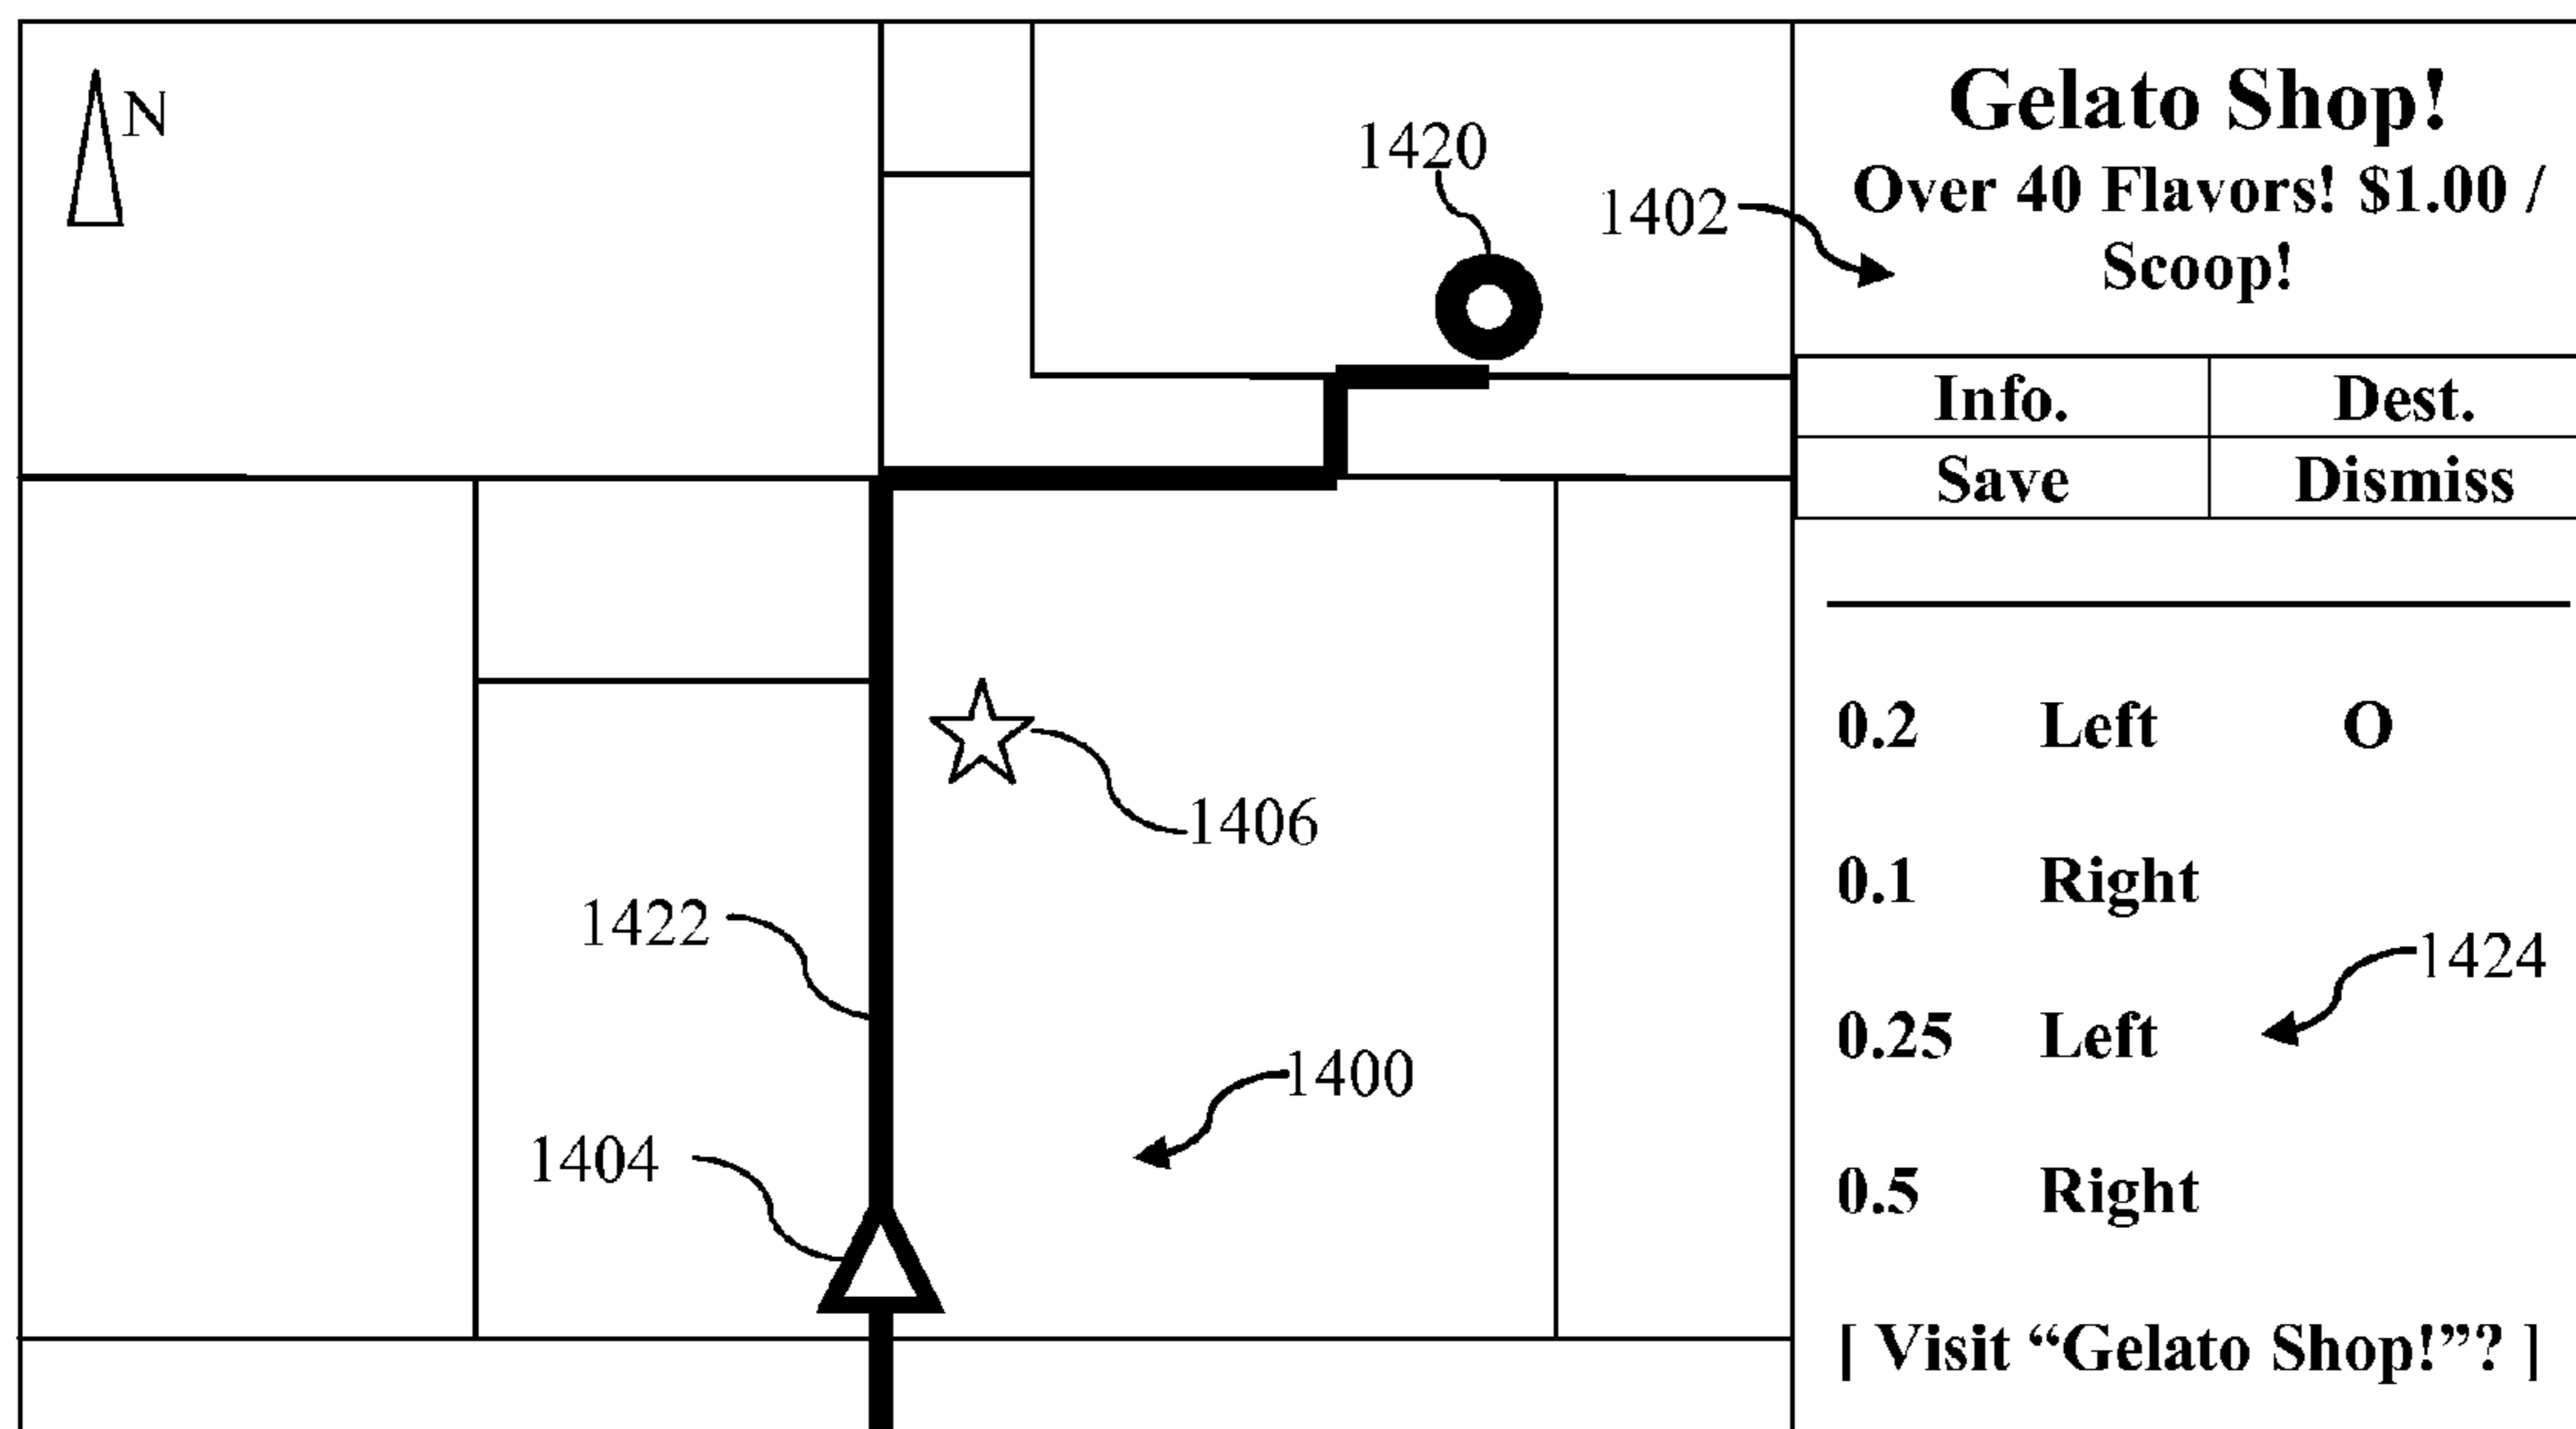 N
1420
1402
1406
1422
1400
1404
Gelato Shop!
Over 40 Flavors! $1.00 /
Scoop!
Info. Dest.
Save Dismiss
0.2 Left O
0.1 Right
1424
0.25 Left
0.5 Right
[ Visit “Gelato Shop!”? ]